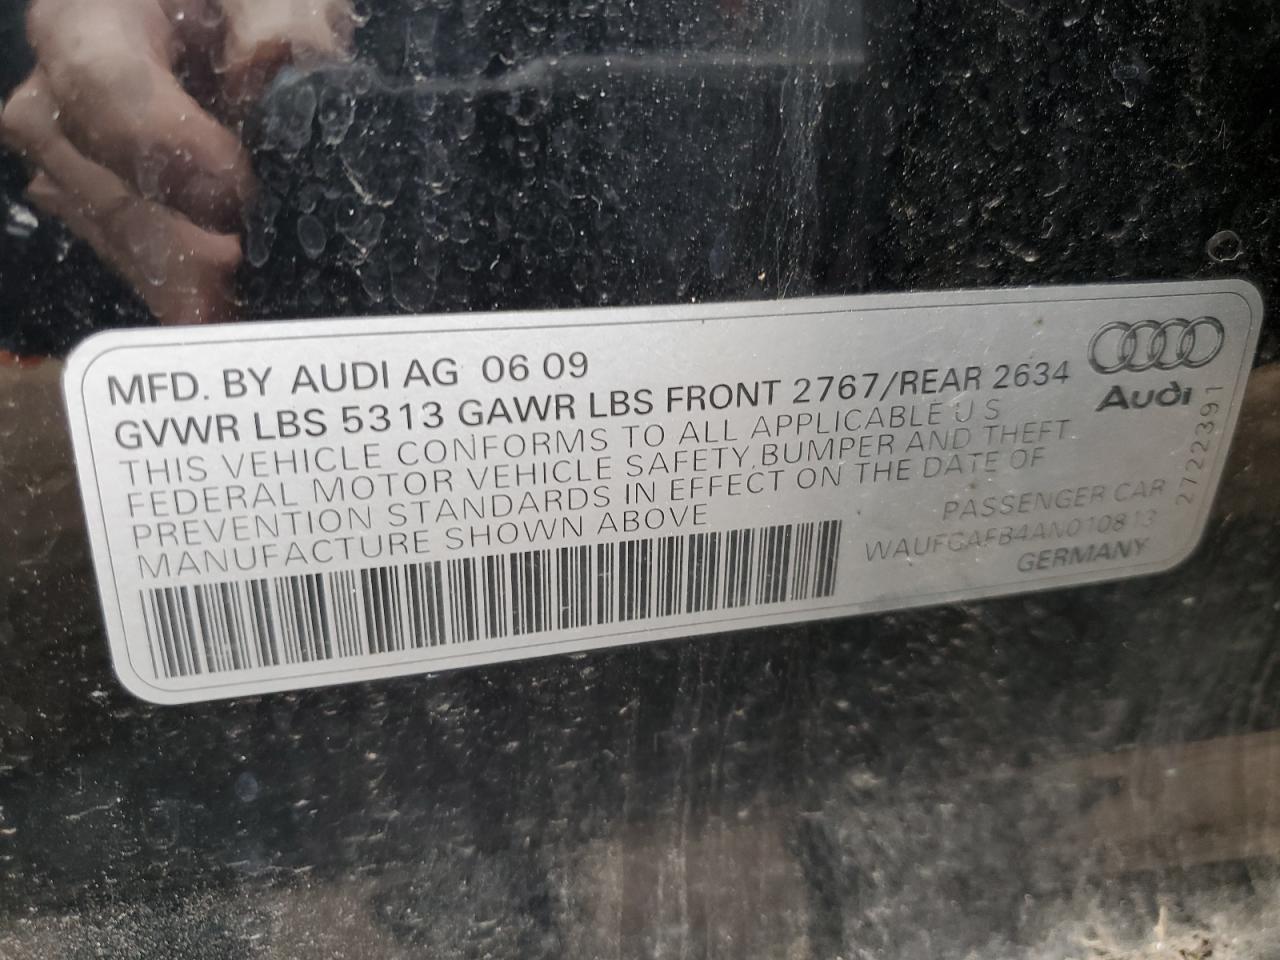 MFD. BY AUDI AG 06 09
GVWR LBS 5313 GAWR LBS FRONT 2767/REAR 2634
THIS VEHICLE CONFORMS TO ALL APPLICABLE U S
FEDERAL MOTOR VEHICLE SAFETY, BUMPER AND THEFT
PREVENTION STANDARDS IN EFFECT ON THE DATE OF
MANUFACTURE SHOWN ABOVE
Audi
PASSENGER CAR
WAUFGAFB4AN010813
GERMANY
2722391